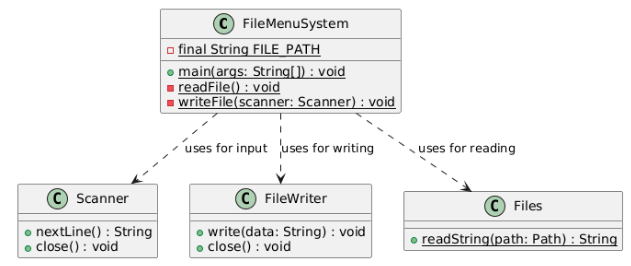 C FileMenuSystem
final String FILE_PATH
main(args: String[]) : void
readFile() : void
writeFile(scanner: Scanner) : void
uses for input
uses for writing
uses for reading
C Scanner
nextLine() : String
close() : void
C FileWriter
write(data: String) : void
close() : void
C Files
readString(path: Path) : String